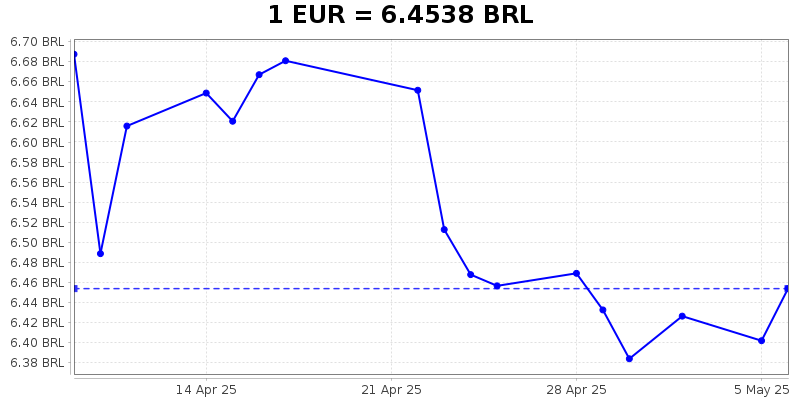 1 EUR = 6.4538 BRL
6.70 BRL
6.68 BRL
6.66 BRL
6.64 BRL
6.62 BRL
6.60 BRL
6.58 BRL
6.56 BRL
6.54 BRL
6.52 BRL
6.50 BRL
6.48 BRL
6.46 BRL
6.44 BRL
6.42 BRL
6.40 BRL
6.38 BRL
14 Apr 25
21 Apr 25
28 Apr 25
5 May 25